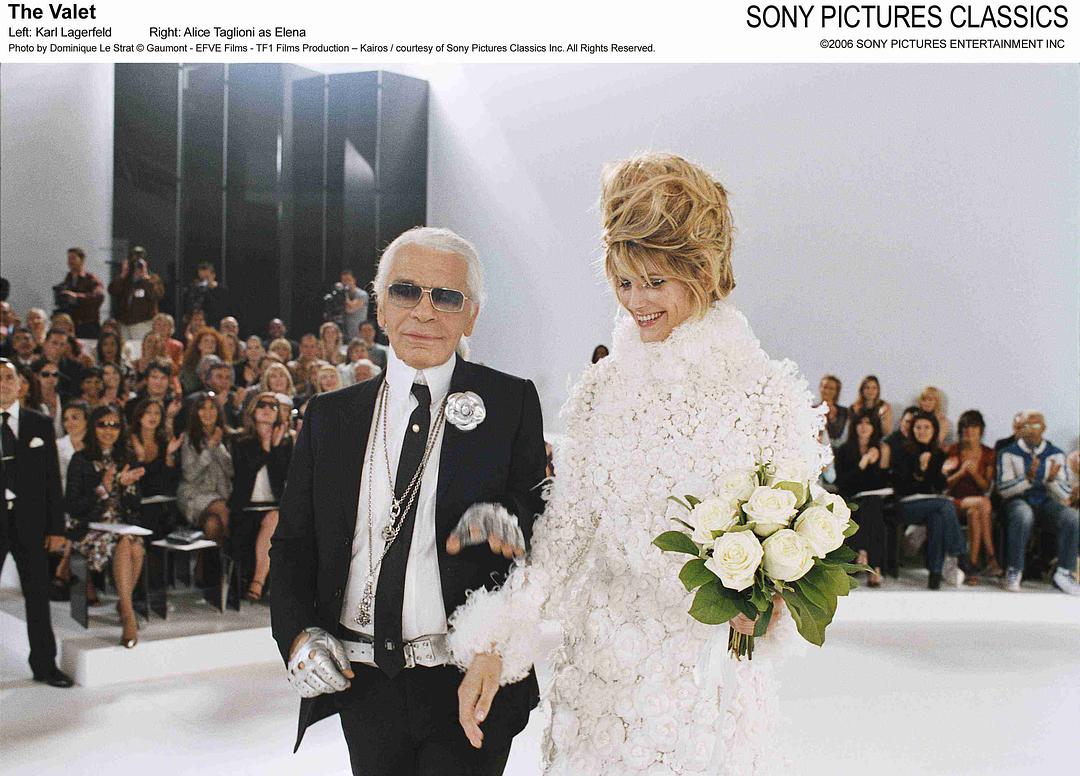 The Valet
SONY PICTURES CLASSICS
Left: Karl Lagerfeld Right: Alice Taglioni as Elena
©2006 SONY PICTURES ENTERTAINMENT INC
Photo by Dominique Le Strat © Gaumont - EFVE Films - TF1 Films Production – Kairos / courtesy of Sony Pictures Classics Inc. All Rights Reserved.